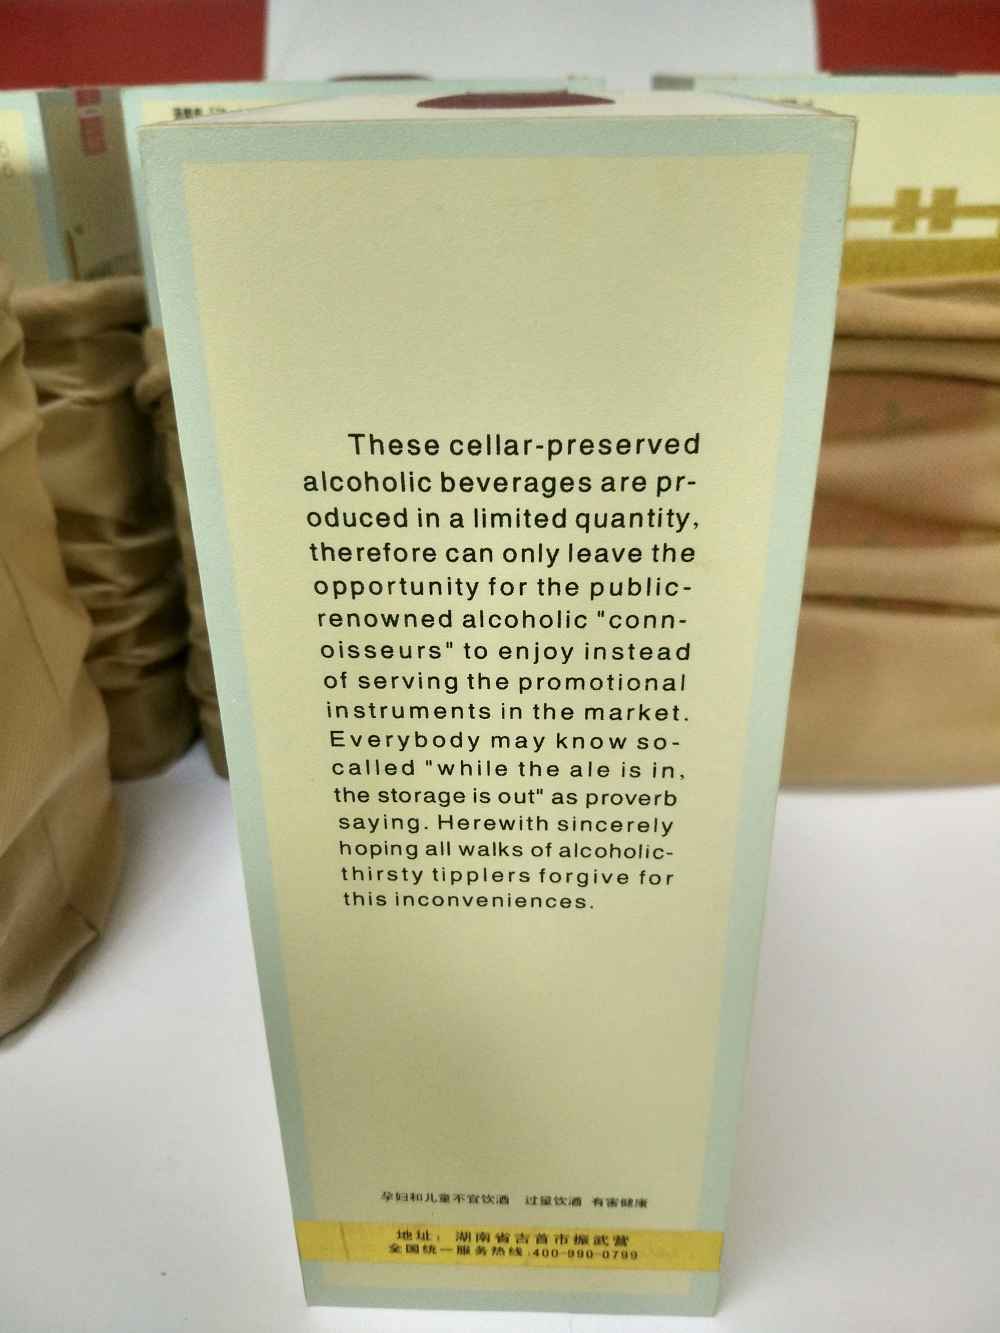 These cellar-preserved
alcoholic beverages are pr-
oduced in a limited quantity,
therefore can only leave the
opportunity for the public-
renowned alcoholic "conn-
oisseurs" to enjoy instead
of serving the promotional
instruments in the market.
Everybody may know so-
called "while the ale is in,
the storage is out" as proverb
saying. Herewith sincerely
hoping all walks of alcoholic-
thirsty tipplers forgive for
this inconveniences.
孕妇和儿童不宜饮酒 过量饮酒 有害健康
地址：湖南省吉首市振武营
全国统一服务热线:400-990-0799